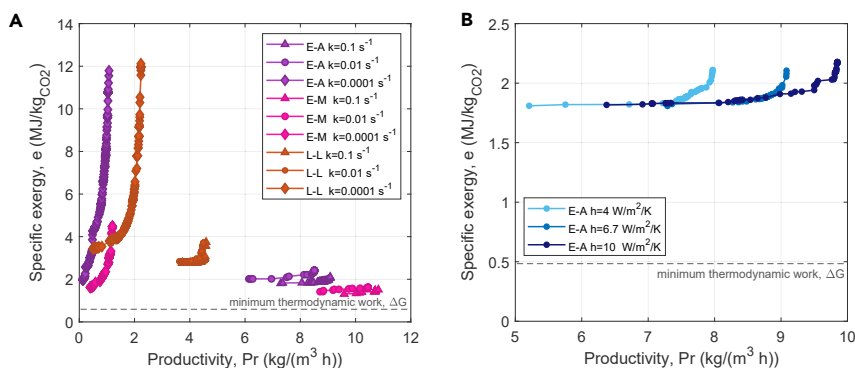 A
Specific exergy, e (MJ/kg_CO2)
14
12
10
8
6
4
2
0
E-A k=0.1 s⁻¹
E-A k=0.01 s⁻¹
E-A k=0.0001 s⁻¹
E-M k=0.1 s⁻¹
E-M k=0.01 s⁻¹
E-M k=0.0001 s⁻¹
L-L k=0.1 s⁻¹
L-L k=0.01 s⁻¹
L-L k=0.0001 s⁻¹
minimum thermodynamic work, ΔG
0 2 4 6 8 10 12
Productivity, Pr (kg/(m³ h))
B
Specific exergy, e (MJ/kg_CO2)
2.5
2
1.5
1
0.5
0
E-A h=4 W/m²/K
E-A h=6.7 W/m²/K
E-A h=10 W/m²/K
minimum thermodynamic work, ΔG
5 6 7 8 9 10
Productivity, Pr (kg/(m³ h))